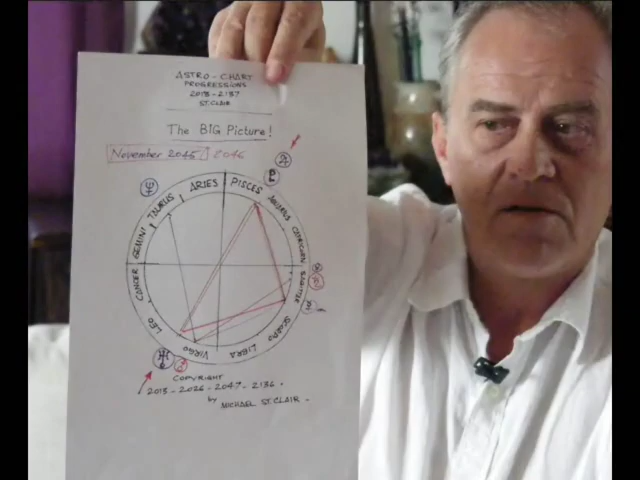 ASTRO - CHART
PROGRESSIONS
2013 - 2137
ST. CLAIR
The BIG Picture!
November 2045 2046
♃
♇
♆
ARIES
PISCES
AQUARIUS
CAPRICORN
SAGITTER
SCORPIO
LIBRA
VIRGO
LEO
CANCER
GEMINI
TAURUS
COPYRIGHT
2013 - 2026 - 2047 - 2136 -
by MICHAEL ST. CLAIR -